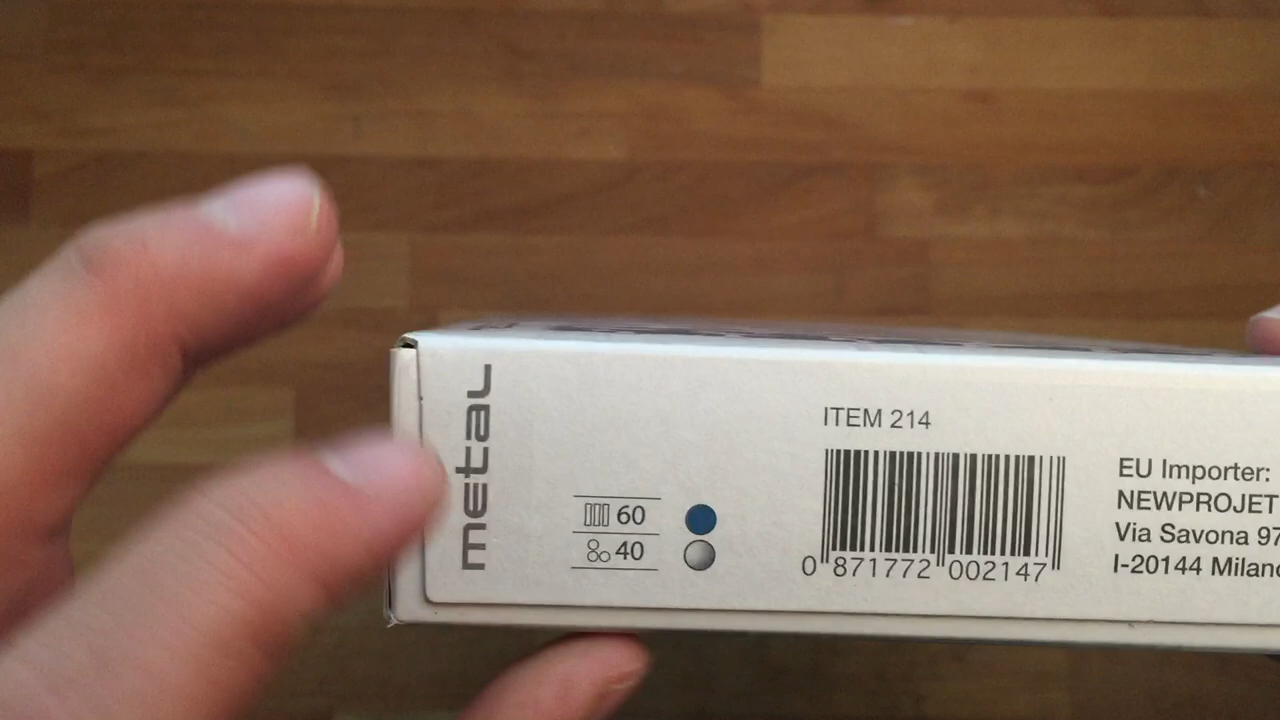 metal
60
40
ITEM 214
0 871772 002147
EU Importer:
NEWPROJET
Via Savona 97
I-20144 Milano